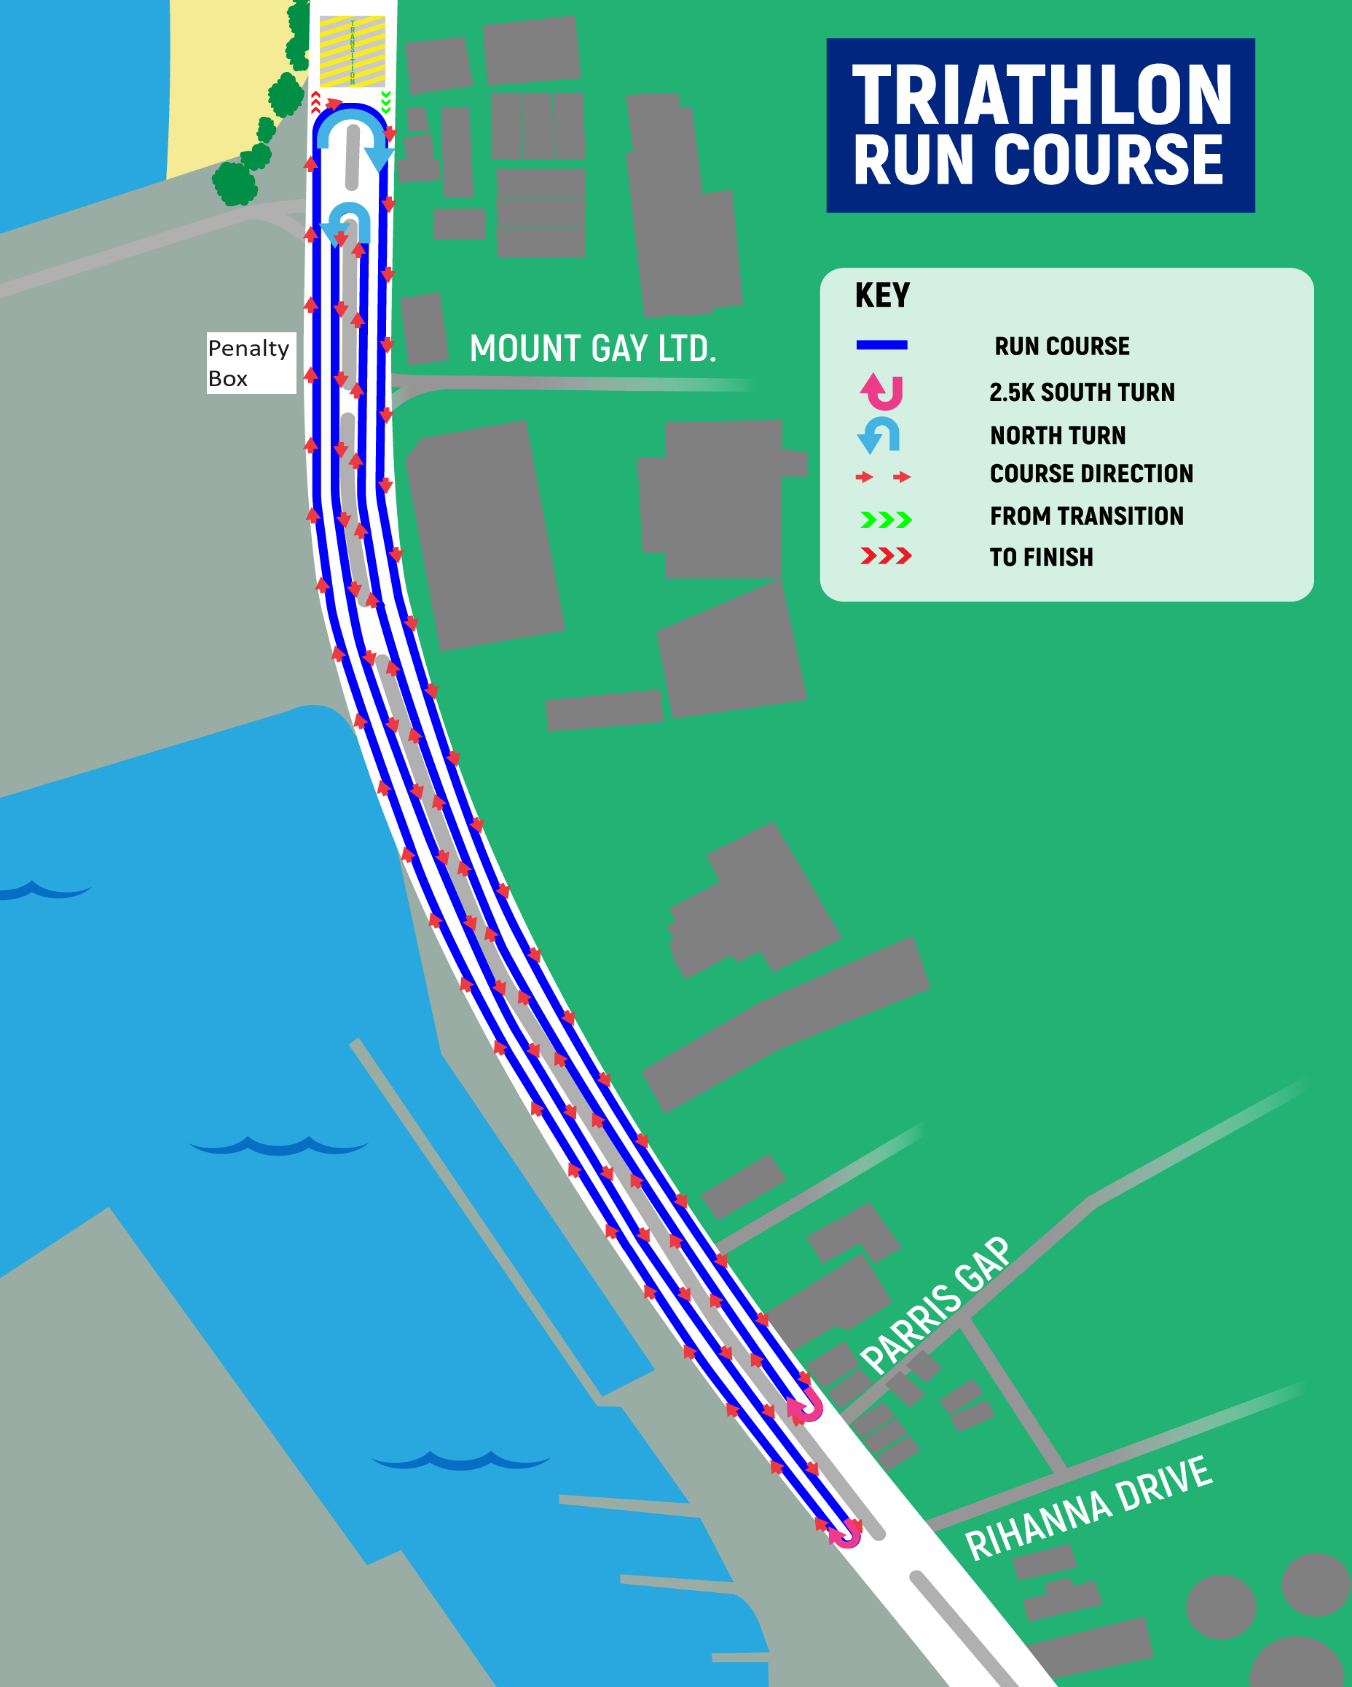 TRANSITION
TRIATHLON
RUN COURSE
KEY
RUN COURSE
2.5K SOUTH TURN
NORTH TURN
COURSE DIRECTION
FROM TRANSITION
TO FINISH
Penalty
Box
MOUNT GAY LTD.
PARRIS GAP
RIHANNA DRIVE